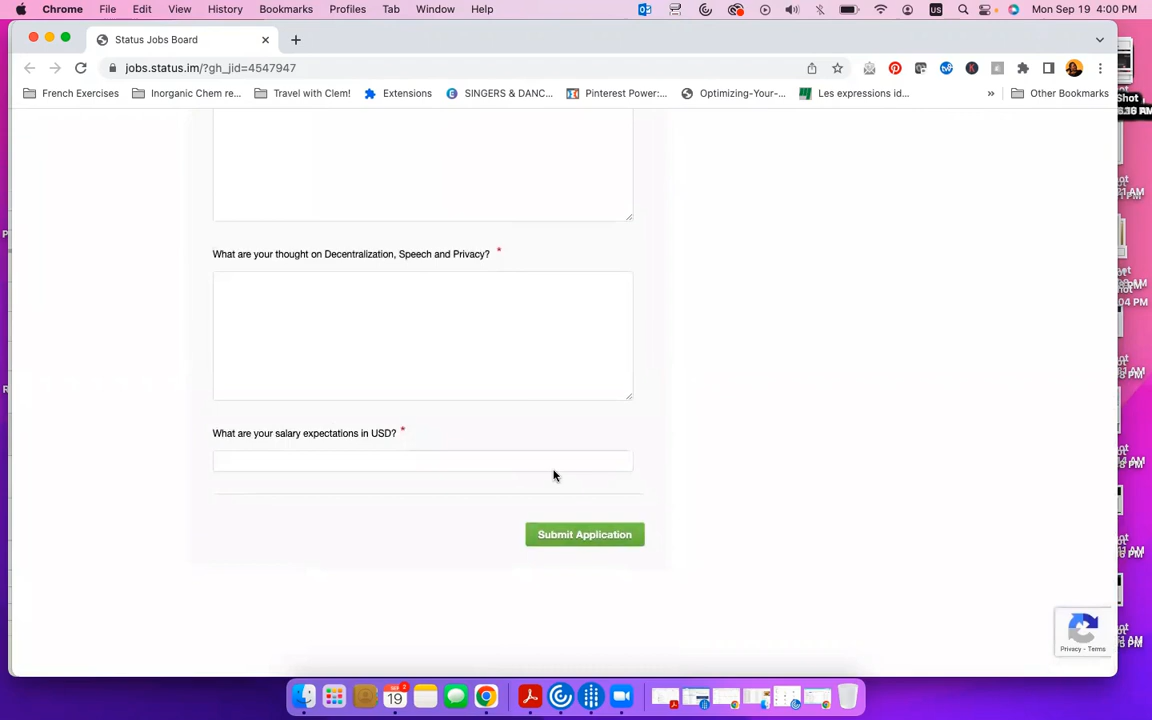 Chrome File Edit View History Bookmarks Profiles Tab Window Help US Mon Sep 19 4:00 PM
Status Jobs Board
jobs.status.im/?gh_jid=4547947
French Exercises Inorganic Chem re... Travel with Clem! Extensions SINGERS & DANC... Pinterest Power:... Optimizing-Your-... Les expressions id... » Other Bookmarks
Shot
What are your thought on Decentralization, Speech and Privacy? *
What are your salary expectations in USD? *
Submit Application
Privacy - Terms
19